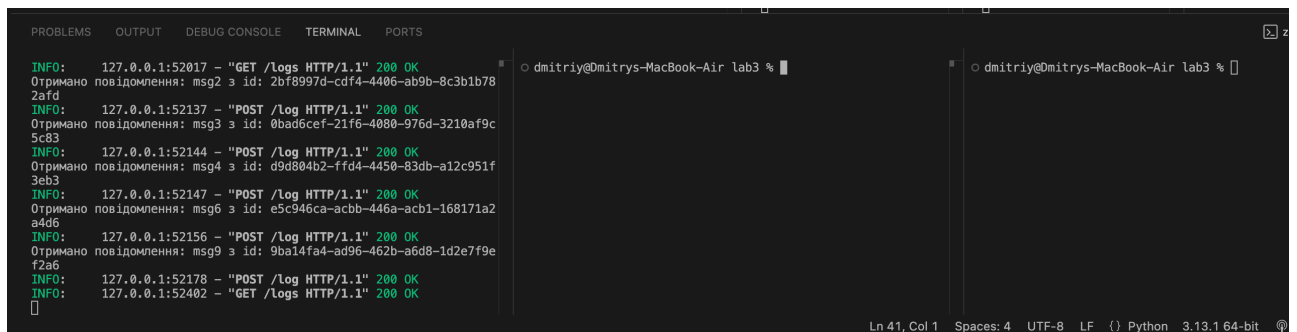 PROBLEMS OUTPUT DEBUG CONSOLE TERMINAL PORTS
INFO: 127.0.0.1:52017 – "GET /logs HTTP/1.1" 200 OK
Отримано повідомлення: msg2 з id: 2bf8997d-cdf4-4406-ab9b-8c3b1b78
2afd
INFO: 127.0.0.1:52137 – "POST /log HTTP/1.1" 200 OK
Отримано повідомлення: msg3 з id: 0bad6cef-21f6-4080-976d-3210af9c
5c83
INFO: 127.0.0.1:52144 – "POST /log HTTP/1.1" 200 OK
Отримано повідомлення: msg4 з id: d9d804b2-ffd4-4450-83db-a12c951f
3eb3
INFO: 127.0.0.1:52147 – "POST /log HTTP/1.1" 200 OK
Отримано повідомлення: msg6 з id: e5c946ca-acbb-446a-acb1-168171a2
a4d6
INFO: 127.0.0.1:52156 – "POST /log HTTP/1.1" 200 OK
Отримано повідомлення: msg9 з id: 9ba14fa4-ad96-462b-a6d8-1d2e7f9e
f2a6
INFO: 127.0.0.1:52178 – "POST /log HTTP/1.1" 200 OK
INFO: 127.0.0.1:52402 – "GET /logs HTTP/1.1" 200 OK
dmitriy@Dmitrys-MacBook-Air lab3 %
dmitriy@Dmitrys-MacBook-Air lab3 %
z
Ln 41, Col 1 Spaces: 4 UTF-8 LF {} Python 3.13.1 64-bit